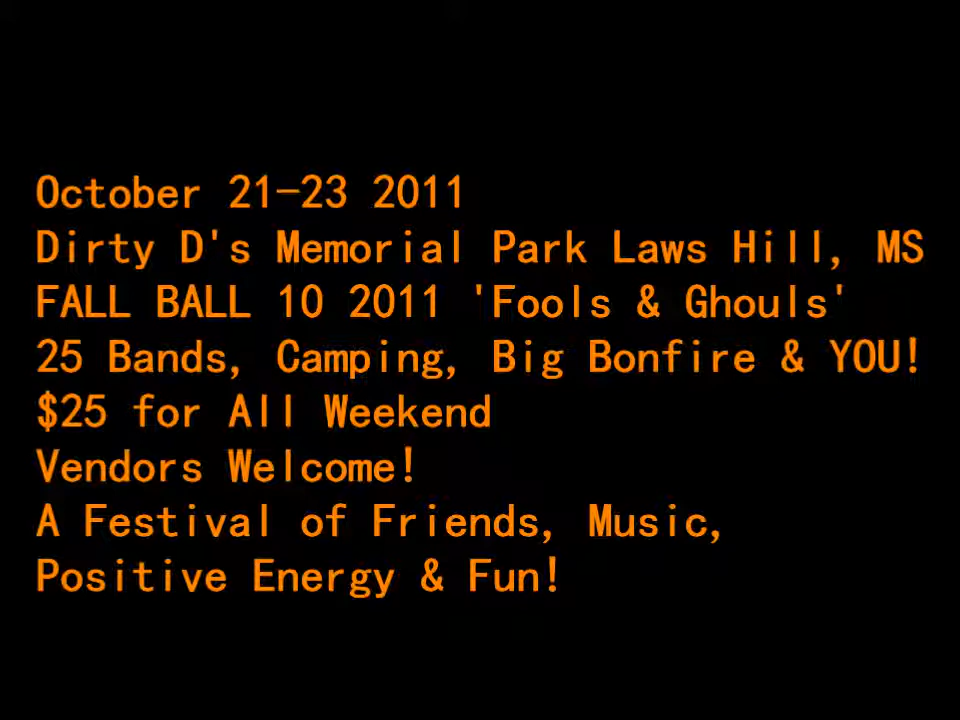 October 21-23 2011
Dirty D's Memorial Park Laws Hill, MS
FALL BALL 10 2011 'Fools & Ghouls'
25 Bands, Camping, Big Bonfire & YOU!
$25 for All Weekend
Vendors Welcome!
A Festival of Friends, Music,
Positive Energy & Fun!